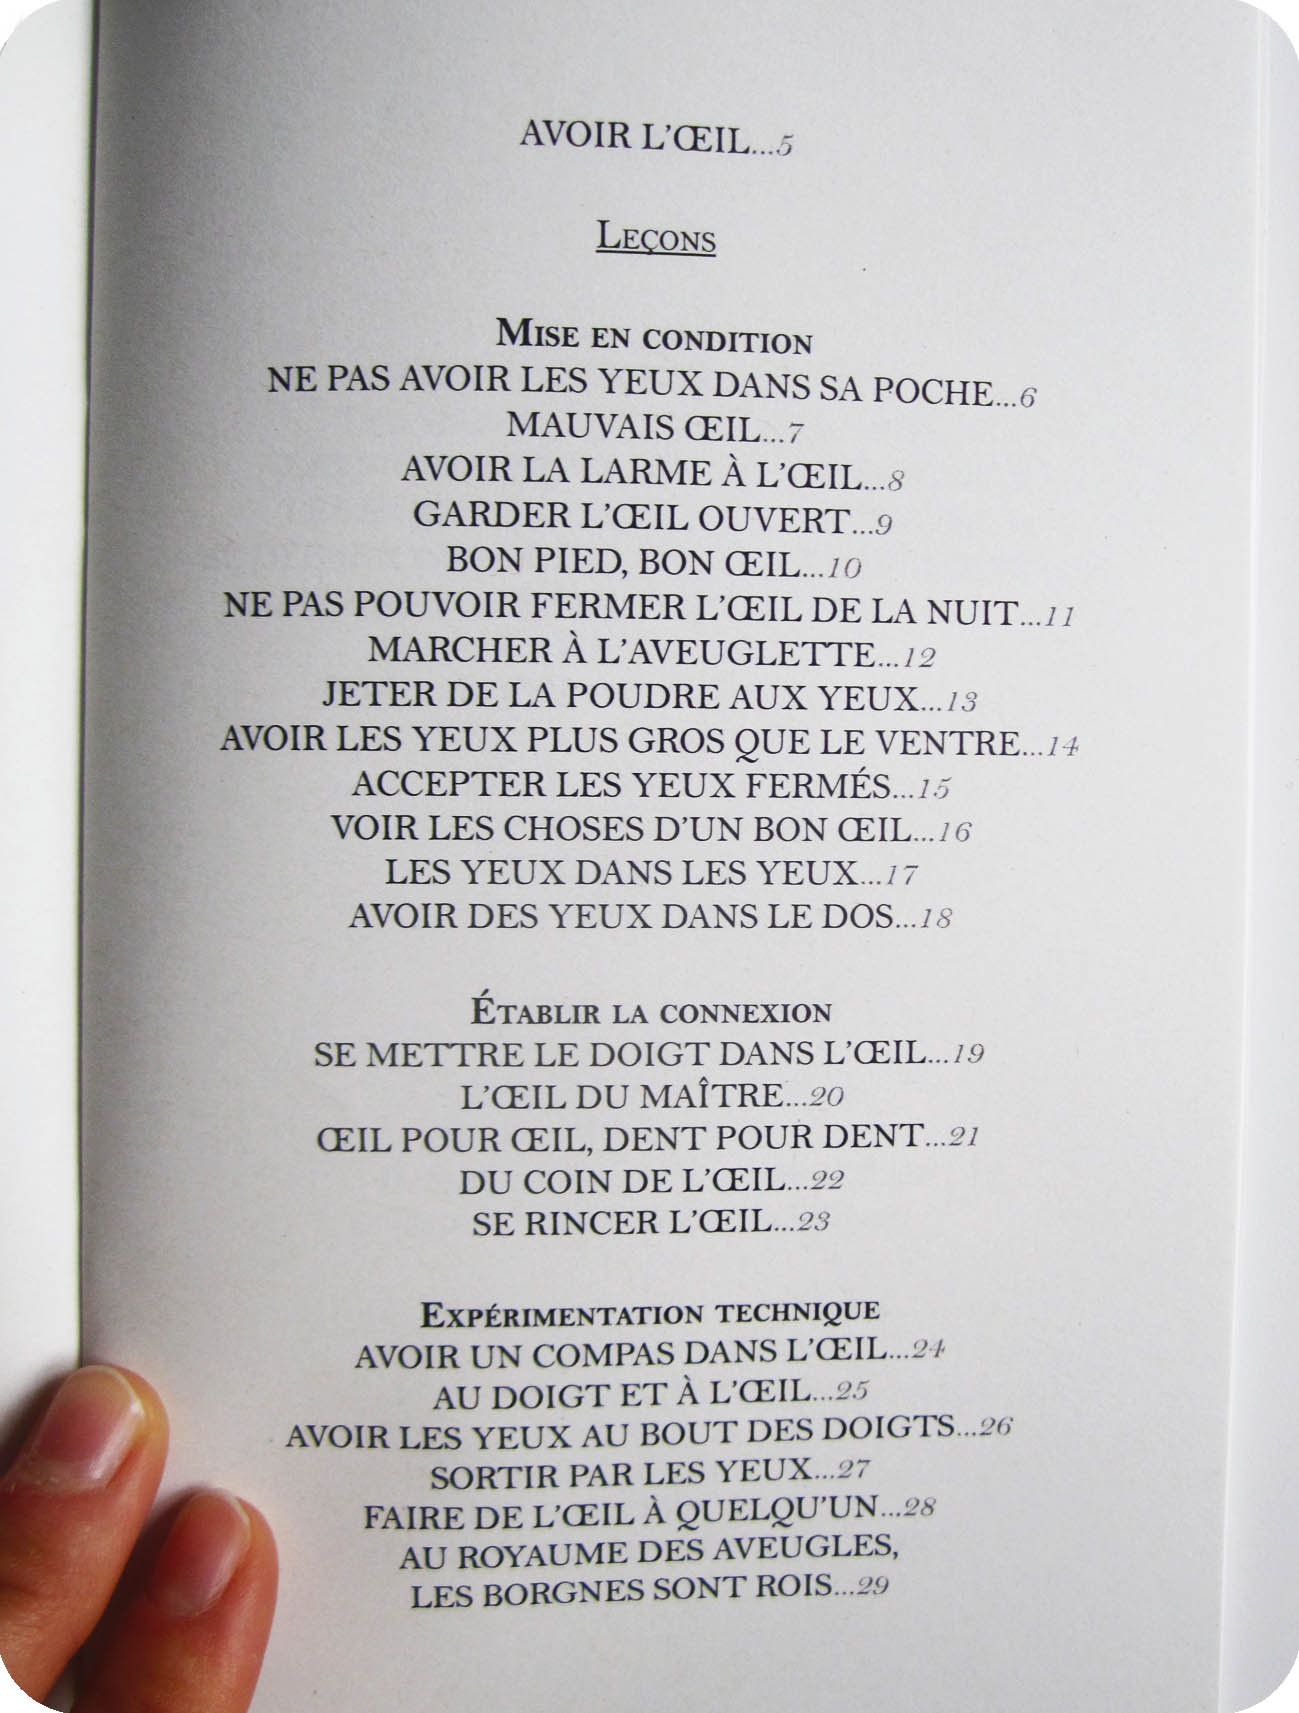 AVOIR L'ŒIL...5
Leçons
Mise en condition
NE PAS AVOIR LES YEUX DANS SA POCHE...6
MAUVAIS ŒIL...7
AVOIR LA LARME À L'ŒIL...8
GARDER L'ŒIL OUVERT...9
BON PIED, BON ŒIL...10
NE PAS POUVOIR FERMER L'ŒIL DE LA NUIT...11
MARCHER À L'AVEUGLETTE...12
JETER DE LA POUDRE AUX YEUX...13
AVOIR LES YEUX PLUS GROS QUE LE VENTRE...14
ACCEPTER LES YEUX FERMÉS...15
VOIR LES CHOSES D'UN BON ŒIL...16
LES YEUX DANS LES YEUX...17
AVOIR DES YEUX DANS LE DOS...18
Établir la connexion
SE METTRE LE DOIGT DANS L'ŒIL...19
L'ŒIL DU MAÎTRE...20
ŒIL POUR ŒIL, DENT POUR DENT...21
DU COIN DE L'ŒIL...22
SE RINCER L'ŒIL...23
Expérimentation technique
AVOIR UN COMPAS DANS L'ŒIL...24
AU DOIGT ET À L'ŒIL...25
AVOIR LES YEUX AU BOUT DES DOIGTS...26
SORTIR PAR LES YEUX...27
FAIRE DE L'ŒIL À QUELQU'UN...28
AU ROYAUME DES AVEUGLES,
LES BORGNES SONT ROIS...29